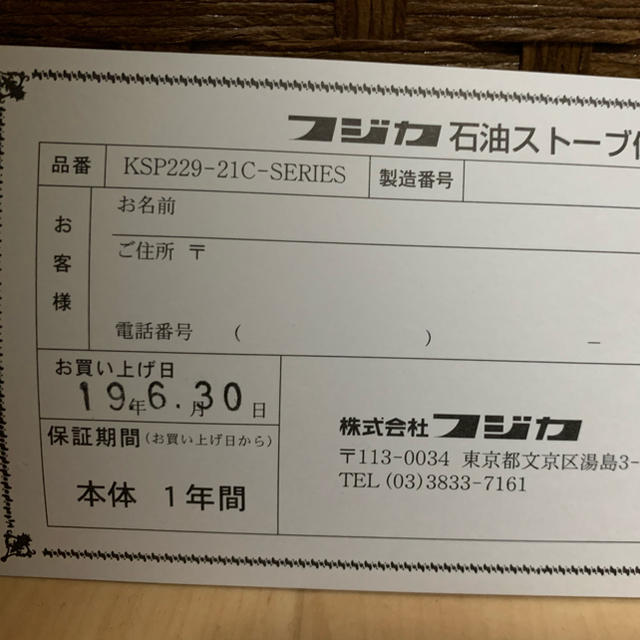 フジカ 石油ストーブ
品番 KSP229-21C-SERIES 製造番号
お客様
お名前
ご住所 〒
電話番号 ( ) −
お買い上げ日
19年6月30日
保証期間(お買い上げ日から)
本体 1年間
株式会社 フジカ
〒113-0034 東京都文京区湯島3-
TEL (03)3833-7161